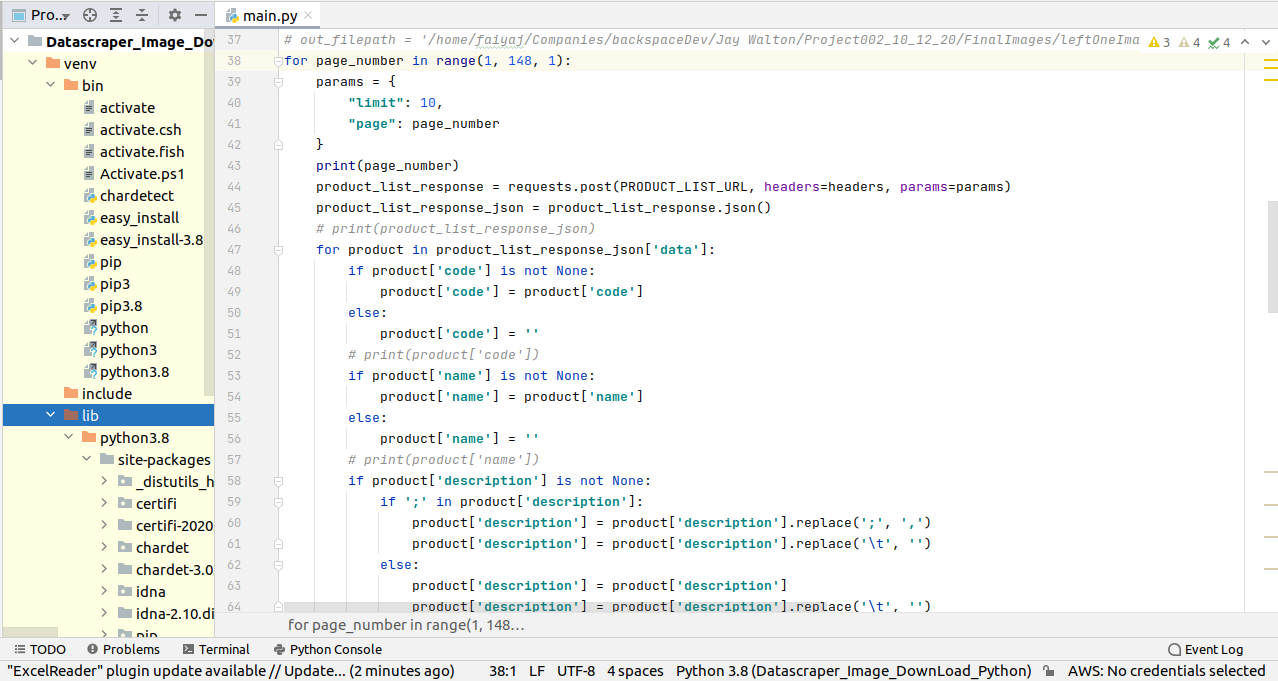 Pro...
main.py
Datascraper_Image_Do
venv
bin
activate
activate.csh
activate.fish
Activate.ps1
chardetect
easy_install
easy_install-3.8
pip
pip3
pip3.8
python
python3
python3.8
include
lib
python3.8
site-packages
_distutils_h
certifi
certifi-2020
chardet
chardet-3.0
idna
idna-2.10.di
pip
3 4 4
37 # out_filepath = '/home/faiyaj/Companies/backspaceDev/Jay Walton/Project002_10_12_20/FinalImages/leftOneIma
38 for page_number in range(1, 148, 1):
39 params = {
40 "limit": 10,
41 "page": page_number
42 }
43 print(page_number)
44 product_list_response = requests.post(PRODUCT_LIST_URL, headers=headers, params=params)
45 product_list_response_json = product_list_response.json()
46 # print(product_list_response_json)
47 for product in product_list_response_json['data']:
48 if product['code'] is not None:
49 product['code'] = product['code']
50 else:
51 product['code'] = ''
52 # print(product['code'])
53 if product['name'] is not None:
54 product['name'] = product['name']
55 else:
56 product['name'] = ''
57 # print(product['name'])
58 if product['description'] is not None:
59 if ';' in product['description']:
60 product['description'] = product['description'].replace(';', ',')
61 product['description'] = product['description'].replace('\t', '')
62 else:
63 product['description'] = product['description']
64 product['description'] = product['description'].replace('\t', '')
for page_number in range(1, 148...
TODO Problems Terminal Python Console Event Log
"ExcelReader" plugin update available // Update... (2 minutes ago) 38:1 LF UTF-8 4 spaces Python 3.8 (Datascraper_Image_DownLoad_Python) AWS: No credentials selected